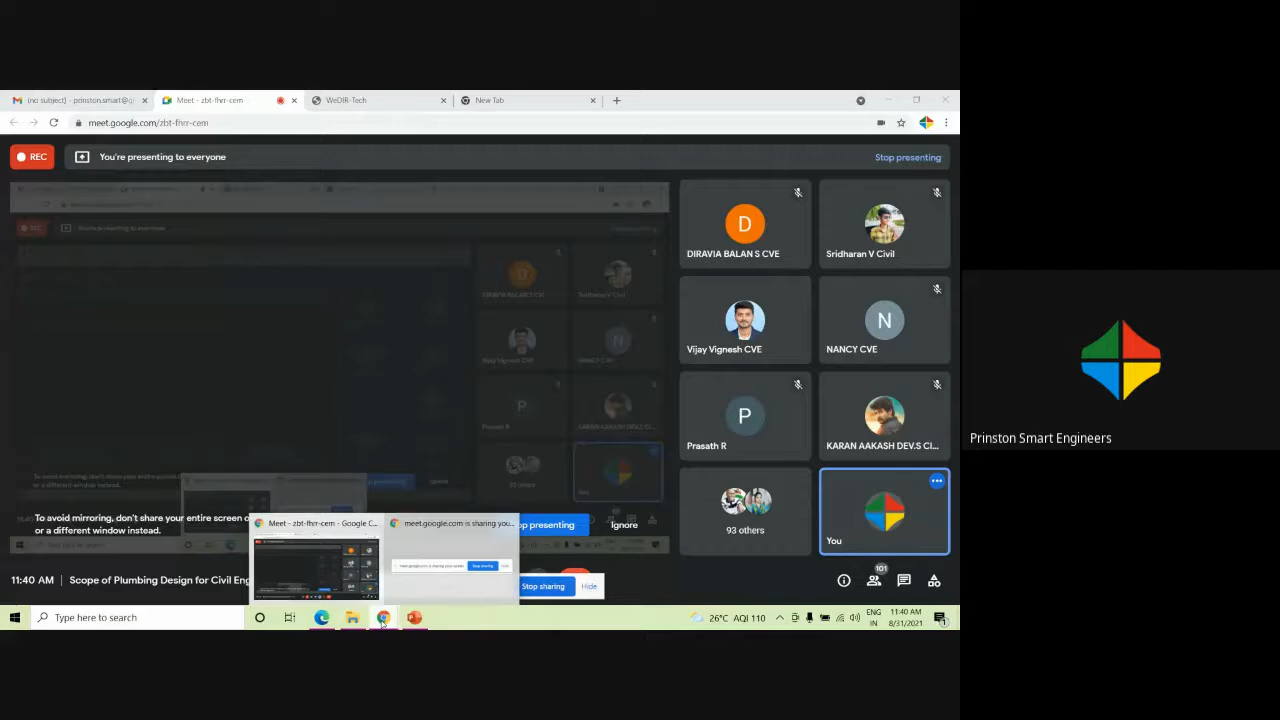 (no subject) - prinston.smart@g
Meet - zbt-fhrr-cem
WeDIR-Tech
New Tab
meet.google.com/zbt-fhrr-cem
REC
You're presenting to everyone
Stop presenting
DIRAVIA BALAN S CVE
Sridharan V Civil
Vijay Vignesh CVE
N
NANCY CVE
P
Prasath R
KARAN AAKASH DEV.S CI...
93 others
You
D
Prinston Smart Engineers
To avoid mirroring, don't share your entire screen o
or a different window instead.
op presenting
Ignore
Meet - zbt-fhrr-cem - Google C...
meet.google.com is sharing you...
Stop sharing
Hide
11:40 AM | Scope of Plumbing Design for Civil Eng
101
Type here to search
26°C AQI 110
ENG
IN
11:40 AM
8/31/2021